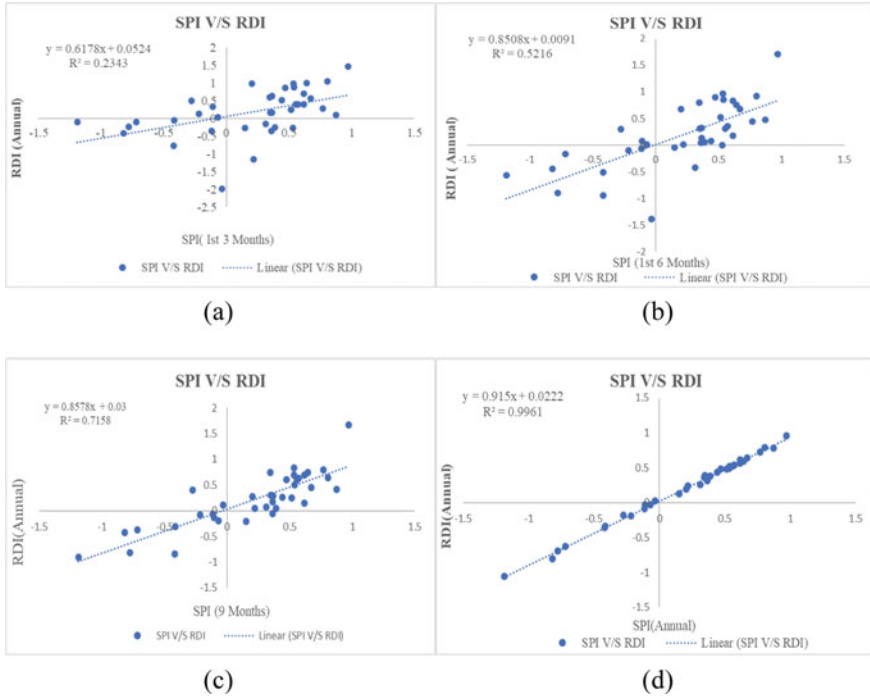 SPI V/S RDI
y = 0.6178x + 0.0524
R² = 0.2343
2
1.5
1
0.5
0
-0.5
-1
-1.5
-2
-2.5
-1.5 -1 -0.5 0 0.5 1 1.5
RDI (Annual)
SPI( Ist 3 Months)
SPI V/S RDI Linear (SPI V/S RDI)
(a)
SPI V/S RDI
y = 0.8508x + 0.0091
R² = 0.5216
2
1.5
1
0.5
0
-0.5
-1
-1.5
-2
-1.5 -1 -0.5 0 0.5 1 1.5
RDI ( Annual)
SPI (1st 6 Months)
SPI V/S RDI Linear (SPI V/S RDI)
(b)
SPI V/S RDI
y = 0.8578x + 0.03
R² = 0.7158
2
1.5
1
0.5
0
-0.5
-1
-1.5
-1.5 -1 -0.5 0 0.5 1 1.5
RDI(Annual)
SPI (9 Months)
SPI V/S RDI Linear (SPI V/S RDI)
(c)
SPI V/S RDI
y = 0.915x + 0.0222
R² = 0.9961
1.5
1
0.5
0
-0.5
-1
-1.5
-1.5 -1 -0.5 0 0.5 1 1.5
RDI(Annual)
SPI(Annual)
SPI V/S RDI Linear (SPI V/S RDI)
(d)